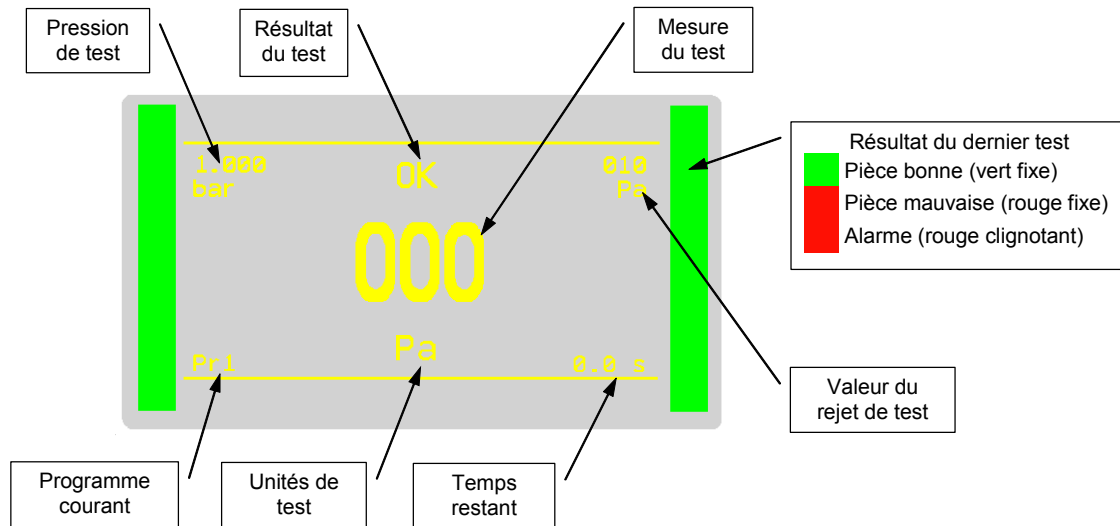 Pression
de test
Résultat
du test
Mesure
du test
1.000
bar
OK
010
Pa
000
Pa
Pr1
0.0 s
Résultat du dernier test
Pièce bonne (vert fixe)
Pièce mauvaise (rouge fixe)
Alarme (rouge clignotant)
Valeur du
rejet de test
Programme
courant
Unités de
test
Temps
restant